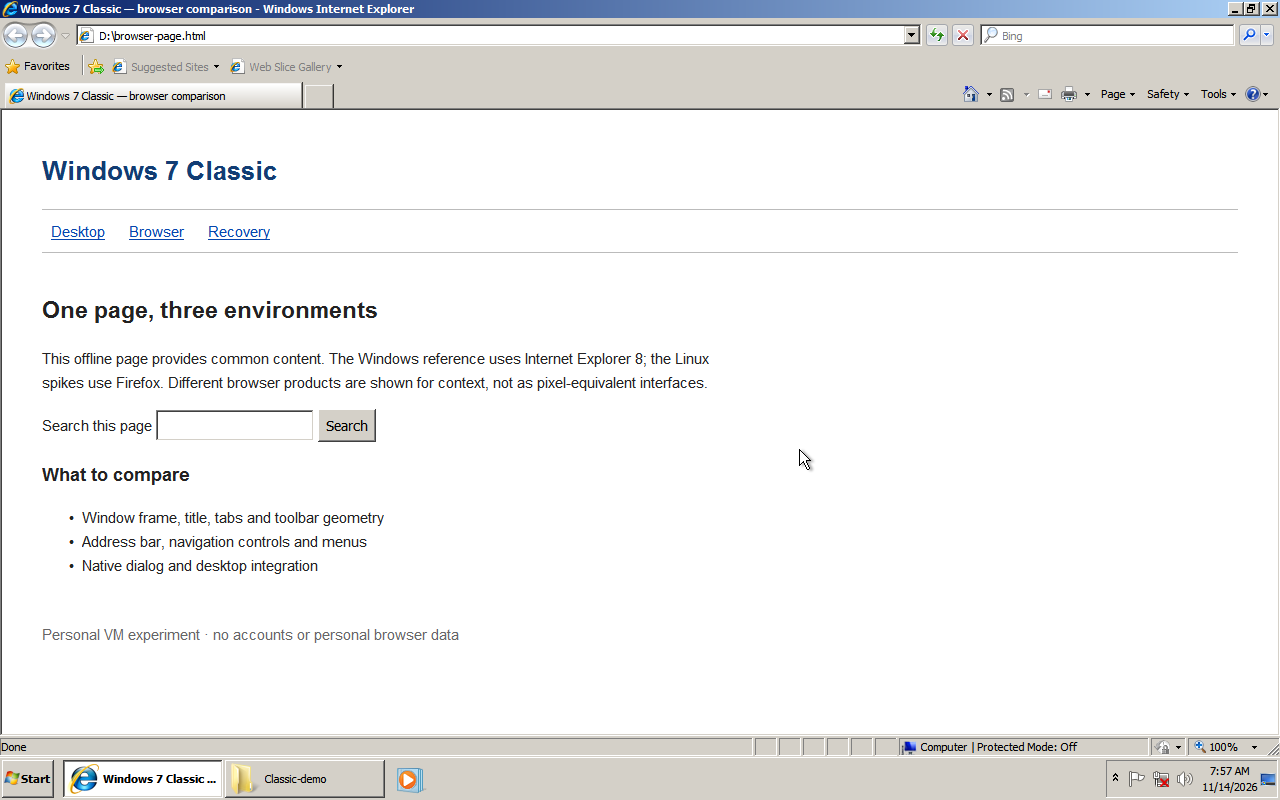 Windows 7 Classic — browser comparison - Windows Internet Explorer
D:\browser-page.html
Bing
Favorites
Suggested Sites
Web Slice Gallery
Windows 7 Classic — browser comparison
Page
Safety
Tools
Windows 7 Classic
Desktop Browser Recovery
One page, three environments
This offline page provides common content. The Windows reference uses Internet Explorer 8; the Linux
spikes use Firefox. Different browser products are shown for context, not as pixel-equivalent interfaces.
Search this page Search
What to compare
• Window frame, title, tabs and toolbar geometry
• Address bar, navigation controls and menus
• Native dialog and desktop integration
Personal VM experiment · no accounts or personal browser data
Done
Computer | Protected Mode: Off
100%
Start
Windows 7 Classic ...
Classic-demo
7:57 AM
11/14/2026